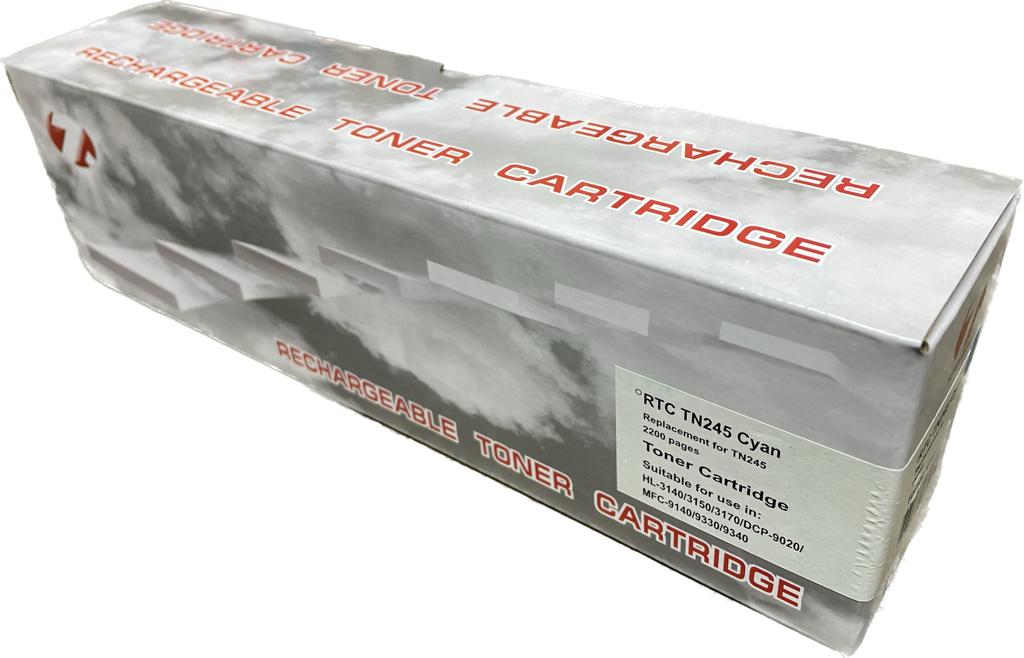 RECHARGEABLE TONER CARTRIDGE
RECHARGEABLE TONER CARTRIDGE
RECHARGEABLE TONER CARTRIDGE
RTC TN245 Cyan
Replacement for TN245
2200 pages
Toner Cartridge
Suitable for use in:
HL-3140/3150/3170/DCP-9020/
MFC-9140/9330/9340